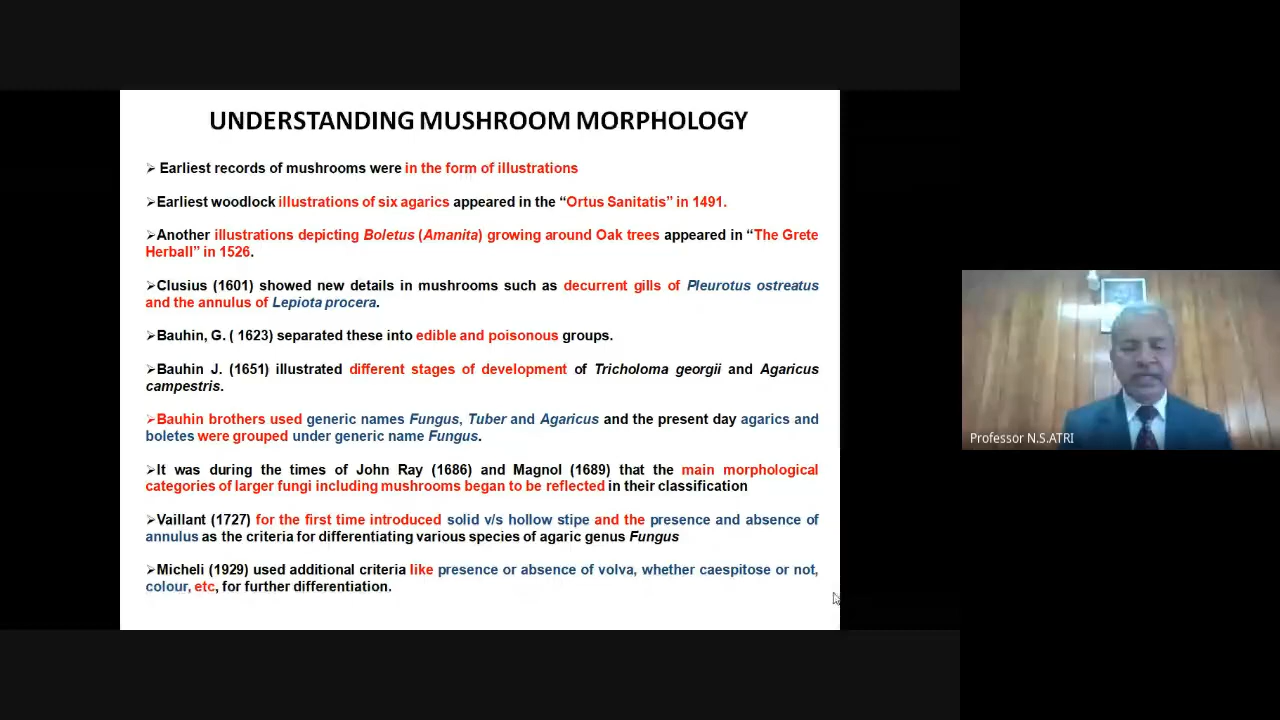 UNDERSTANDING MUSHROOM MORPHOLOGY
➢ Earliest records of mushrooms were in the form of illustrations
➢Earliest woodlock illustrations of six agarics appeared in the “Ortus Sanitatis” in 1491.
➢Another illustrations depicting Boletus (Amanita) growing around Oak trees appeared in “The Grete
Herball” in 1526.
➢Clusius (1601) showed new details in mushrooms such as decurrent gills of Pleurotus ostreatus
and the annulus of Lepiota procera.
➢Bauhin, G. ( 1623) separated these into edible and poisonous groups.
➢Bauhin J. (1651) illustrated different stages of development of Tricholoma georgii and Agaricus
campestris.
➢Bauhin brothers used generic names Fungus, Tuber and Agaricus and the present day agarics and
boletes were grouped under generic name Fungus.
➢It was during the times of John Ray (1686) and Magnol (1689) that the main morphological
categories of larger fungi including mushrooms began to be reflected in their classification
➢Vaillant (1727) for the first time introduced solid v/s hollow stipe and the presence and absence of
annulus as the criteria for differentiating various species of agaric genus Fungus
➢Micheli (1929) used additional criteria like presence or absence of volva, whether caespitose or not,
colour, etc, for further differentiation.
Professor N.S.ATRI